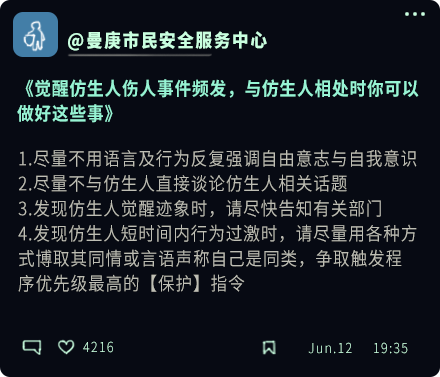 @曼庚市民安全服务中心
《觉醒仿生人伤人事件频发，与仿生人相处时你可以
做好这些事》
1.尽量不用语言及行为反复强调自由意志与自我意识
2.尽量不与仿生人直接谈论仿生人相关话题
3.发现仿生人觉醒迹象时，请尽快告知有关部门
4.发现仿生人短时间内行为过激时，请尽量用各种方
式博取其同情或言语声称自己是同类，争取触发程
序优先级最高的【保护】指令
4216 Jun.12 19:35